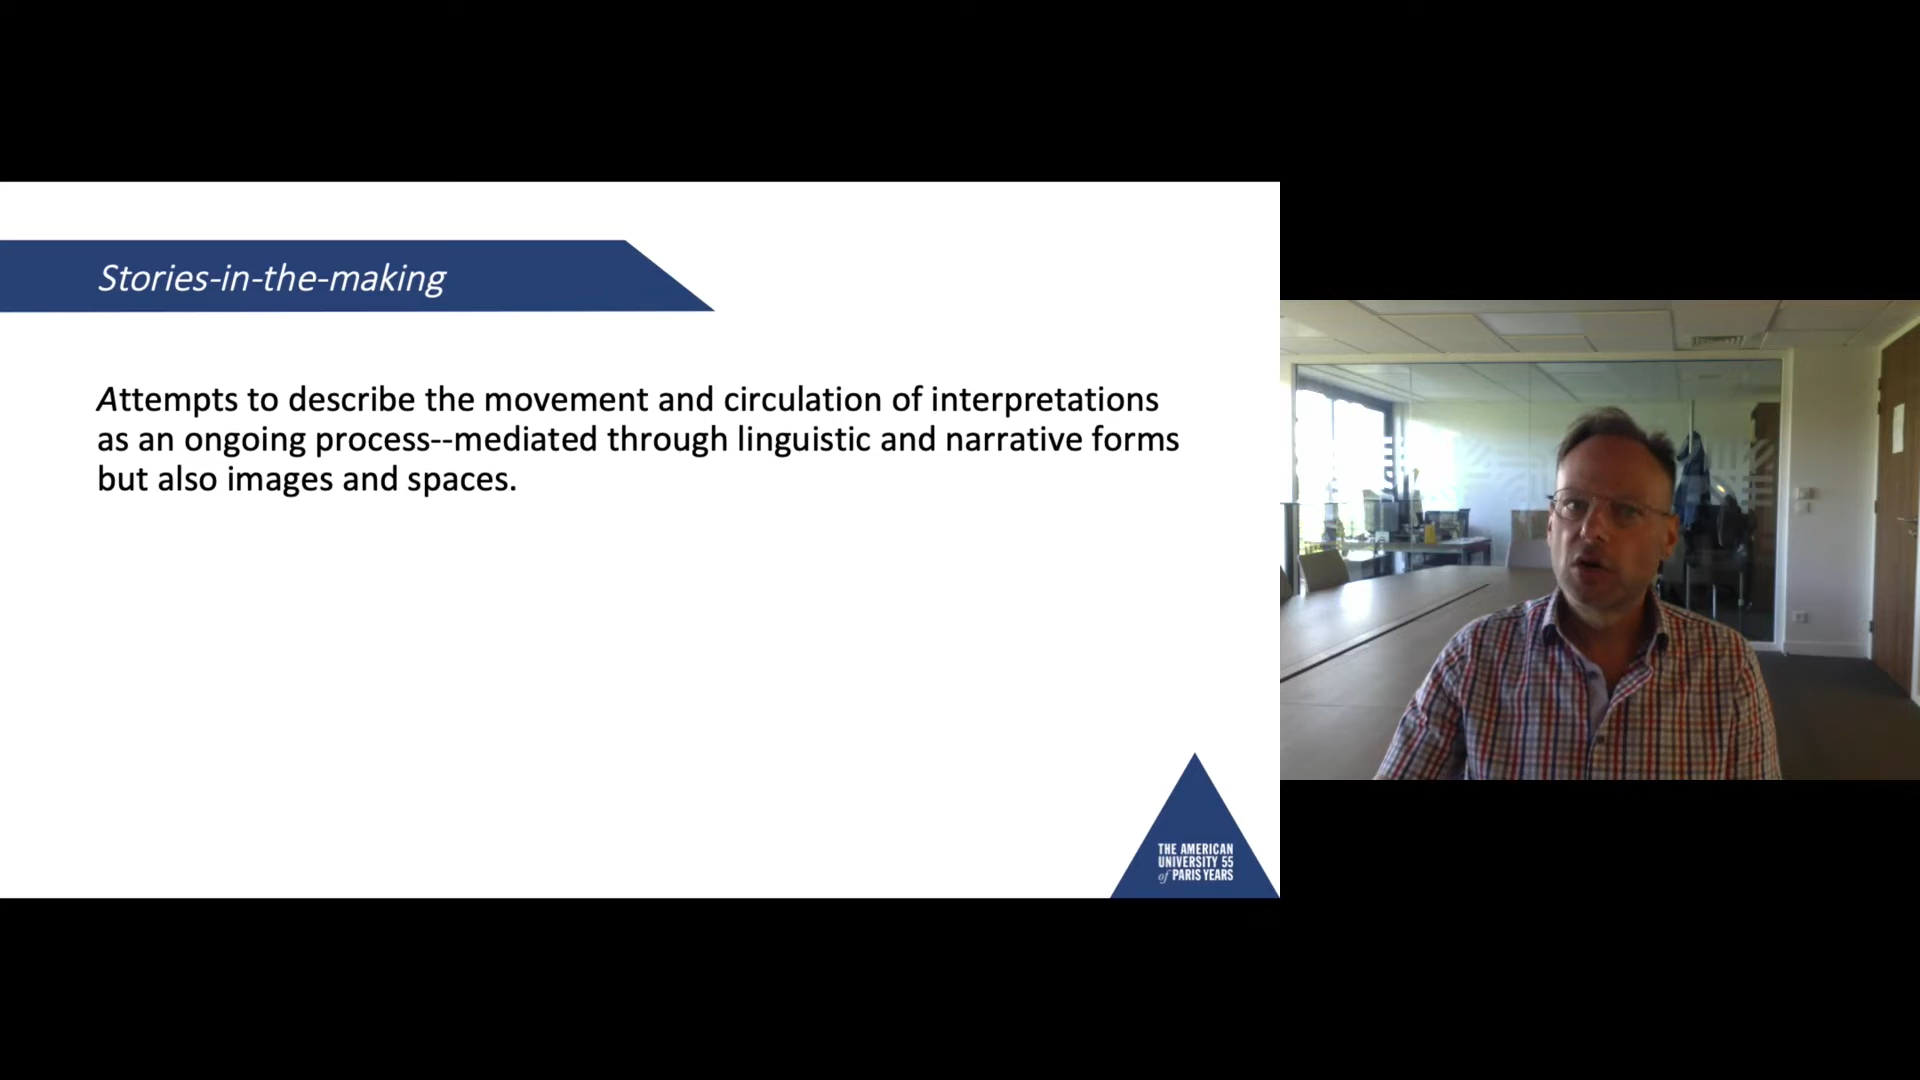 Stories-in-the-making
Attempts to describe the movement and circulation of interpretations
as an ongoing process--mediated through linguistic and narrative forms
but also images and spaces.
THE AMERICAN
UNIVERSITY 55
of PARIS YEARS